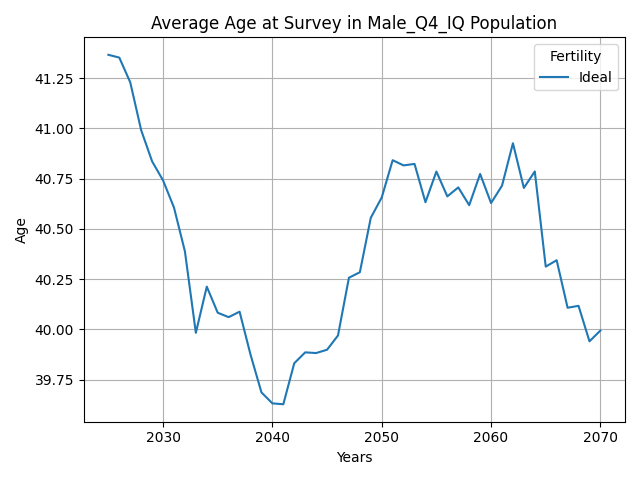 Average Age at Survey in Male_Q4_IQ Population
Fertility
Ideal
41.25
41.00
40.75
40.50
40.25
40.00
39.75
Age
2030
2040
2050
2060
2070
Years